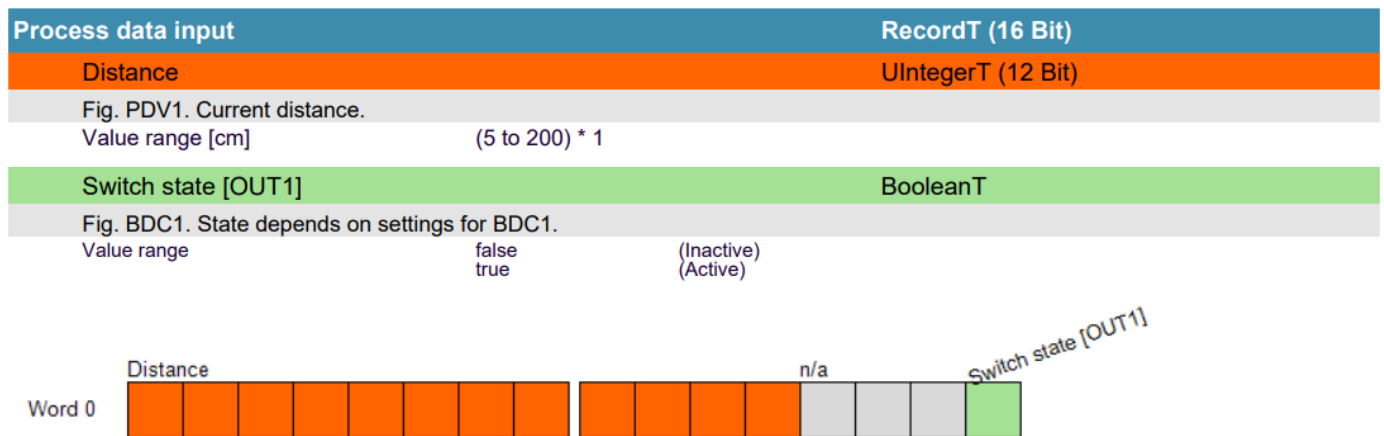 Process data input RecordT (16 Bit)
Distance UIntegerT (12 Bit)
Fig. PDV1. Current distance.
Value range [cm] (5 to 200) * 1
Switch state [OUT1] BooleanT
Fig. BDC1. State depends on settings for BDC1.
Value range false (Inactive)
true (Active)
Distance n/a Switch state [OUT1]
Word 0